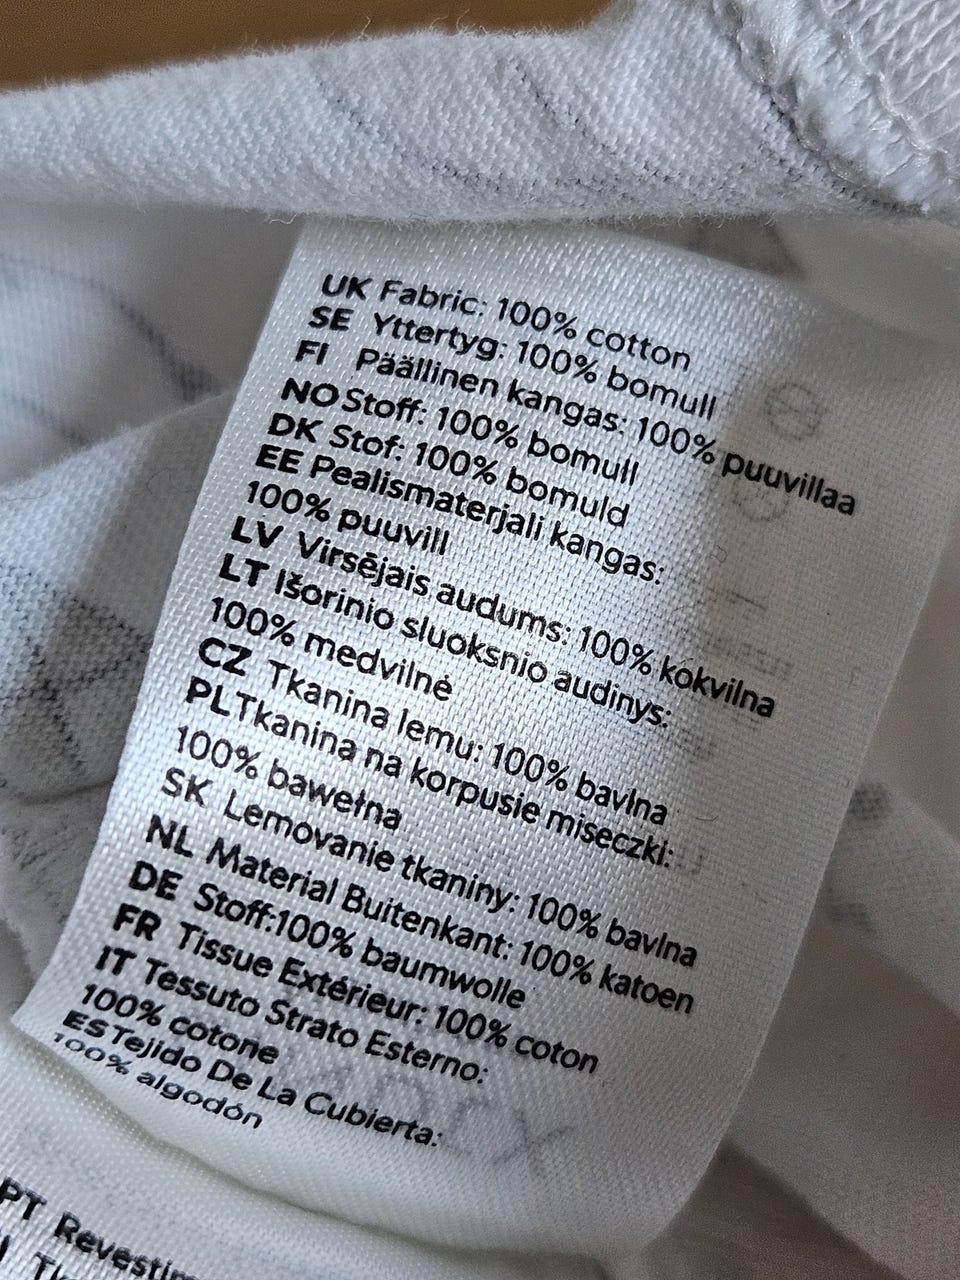 UK Fabric: 100% cotton
SE Yttertyg: 100% bomull
FI Päällinen kangas: 100% puuvillaa
NO Stoff: 100% bomull
DK Stof: 100% bomuld
EE Pealismaterjali kangas:
100% puuvill
LV Virsējais audums: 100% kokvilna
LT Išorinio sluoksnio audinys:
100% medvilnė
CZ Tkanina lemu: 100% bavlna
PLTkanina na korpusie miseczki:
100% bawełna
SK Lemovanie tkaniny: 100% bavlna
NL Material Buitenkant: 100% katoen
DE Stoff:100% baumwolle
FR Tissue Extérieur: 100% coton
IT Tessuto Strato Esterno:
100% cotone
ESTejido De La Cubierta:
100% algodón
PT